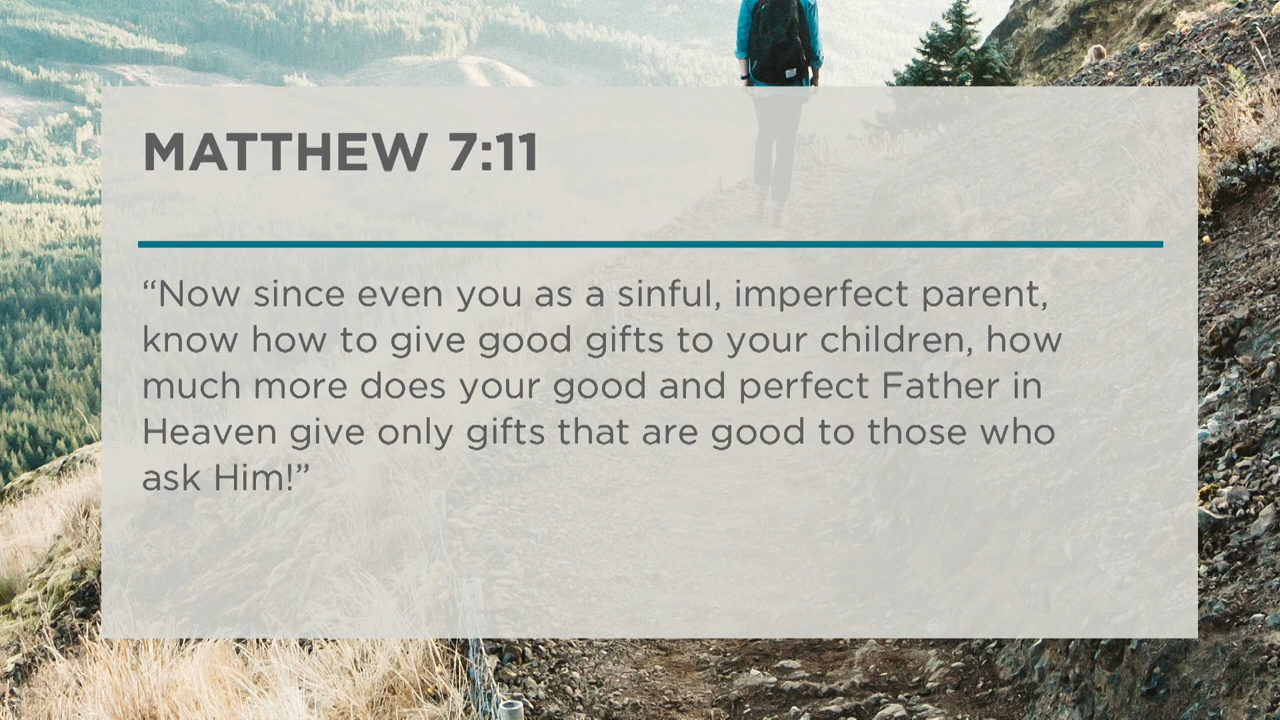 MATTHEW 7:11
“Now since even you as a sinful, imperfect parent,
know how to give good gifts to your children, how
much more does your good and perfect Father in
Heaven give only gifts that are good to those who
ask Him!”